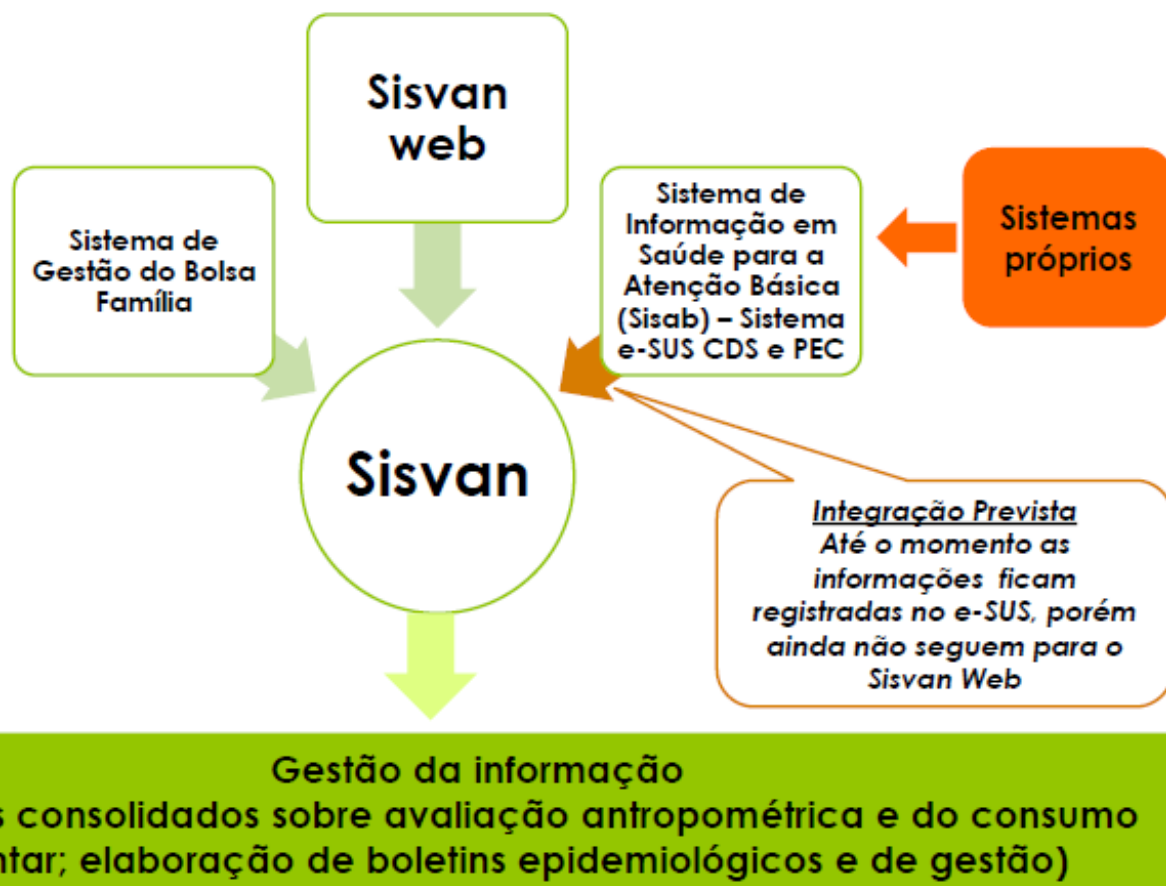 Sisvan
web
Sistema de
Gestão do Bolsa
Família
Sistema de
Informação em
Saúde para a
Atenção Básica
(Sisab) – Sistema
e-SUS CDS e PEC
Sistemas
próprios
Sisvan
Integração Prevista
Até o momento as
informações ficam
registradas no e-SUS, porém
ainda não seguem para o
Sisvan Web
Gestão da informação
consolidados sobre avaliação antropométrica e do consumo
elaboração de boletins epidemiológicos e de gestão)